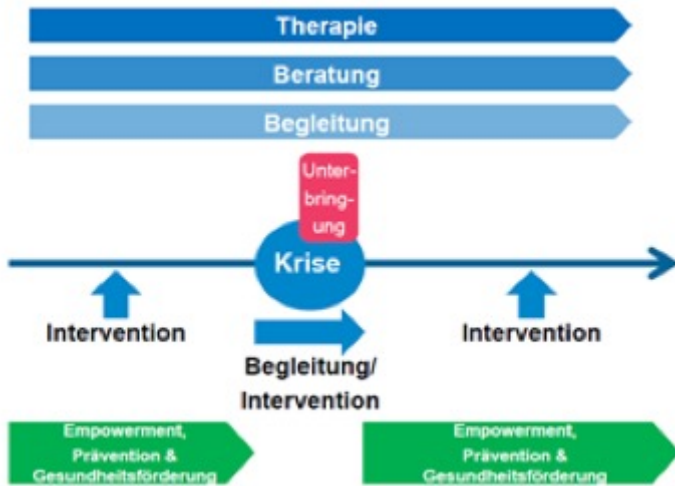 Therapie
Beratung
Begleitung
Unter-
bring-
ung
Krise
Intervention
Intervention
Begleitung/
Intervention
Empowerment,
Prävention &
Gesundheitsförderung
Empowerment,
Prävention &
Gesundheitsförderung